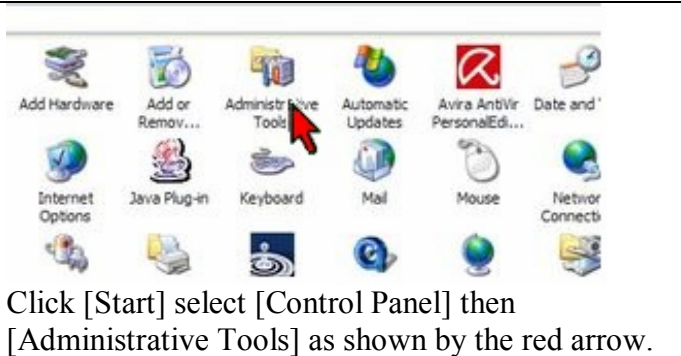 Add Hardware
Add or
Remov...
Administrative
Tools
Automatic
Updates
Avira AntiVir
PersonalEdi...
Date and
Internet
Options
Java Plug-in
Keyboard
Mail
Mouse
Networ
Connecti
Click [Start] select [Control Panel] then
[Administrative Tools] as shown by the red arrow.